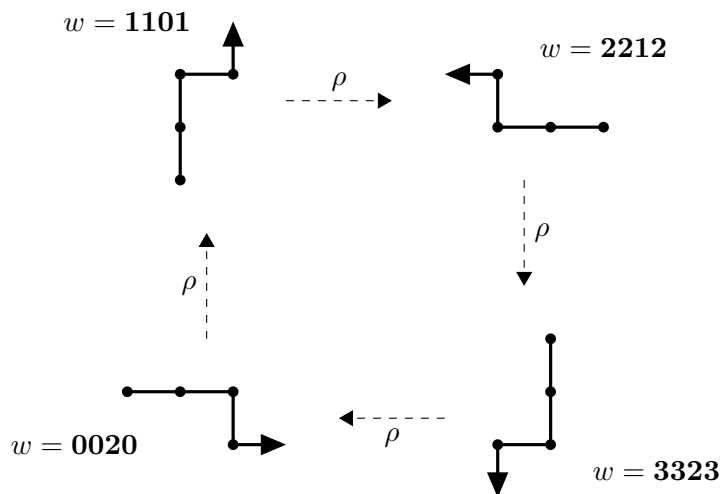 w = 1101
ρ
w = 2212
ρ
ρ
w = 0020
ρ
w = 3323